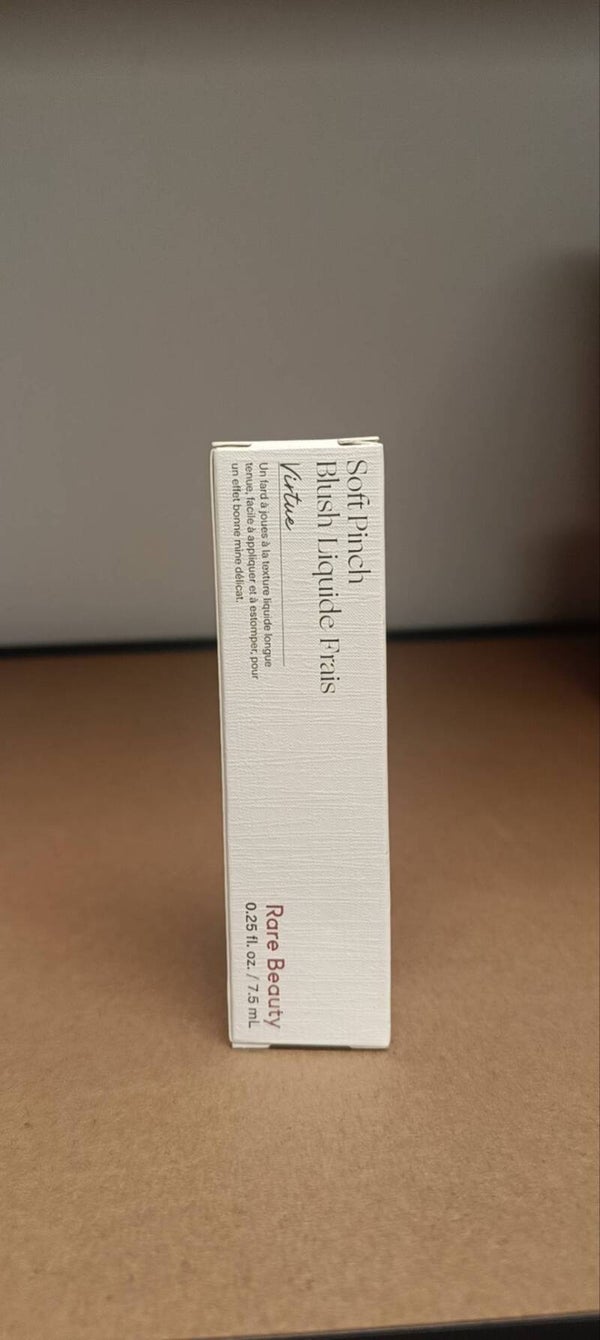 Soft Pinch
Blush Liquide Frais
Virtue
Un fard à joues à la texture liquide longue
tenue, facile à appliquer et à estomper, pour
un effet bonne mine délicat.
Rare Beauty
0.25 fl. oz. / 7.5 mL